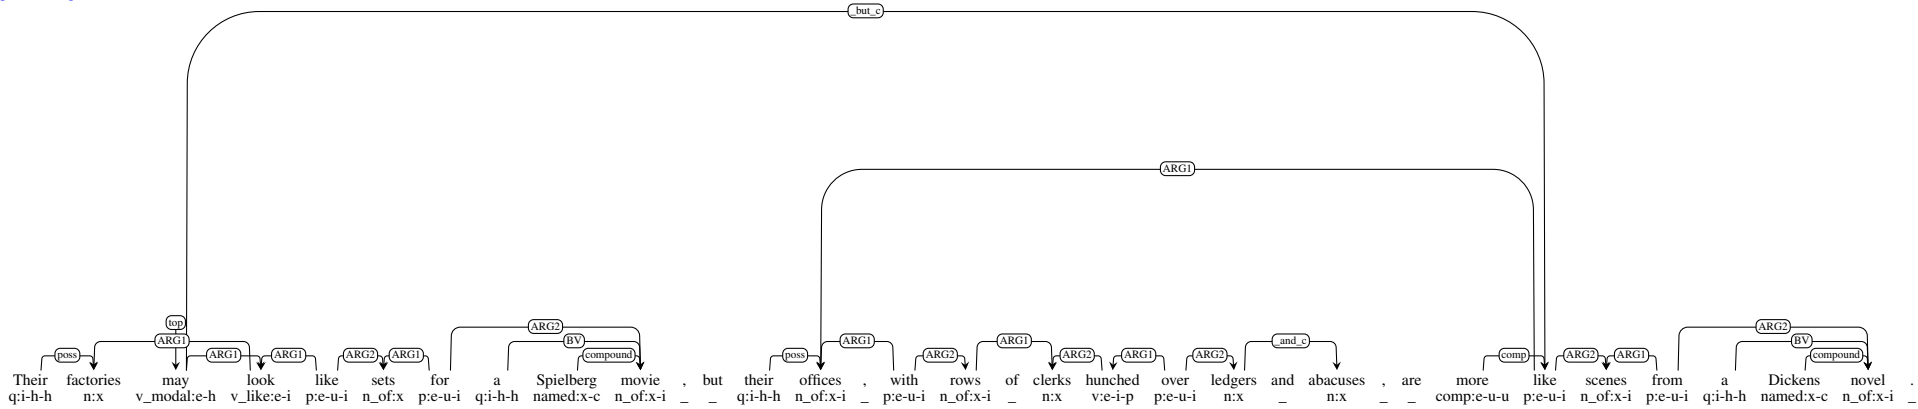 _but_c
ARG1
top
ARG1 ARG2 BV ARG2 BV
poss ARG1 ARG1 ARG2 ARG1 compound poss ARG1 ARG2 ARG1 ARG2 ARG1 ARG2 _and_c comp ARG2 ARG1 compound
Their factories may look like sets for a Spielberg movie , but their offices , with rows of clerks hunched over ledgers and abacuses , are more like scenes from a Dickens novel .
q:i-h-h n:x v_modal:e-h v_like:e-i p:e-u-i n_of:x p:e-u-i q:i-h-h named:x-c n_of:x-i _ _ q:i-h-h n_of:x-i _ p:e-u-i n_of:x-i _ n:x v:e-i-p p:e-u-i n:x _ n:x _ _ comp:e-u-u p:e-u-i n_of:x-i p:e-u-i q:i-h-h named:x-c n_of:x-i _